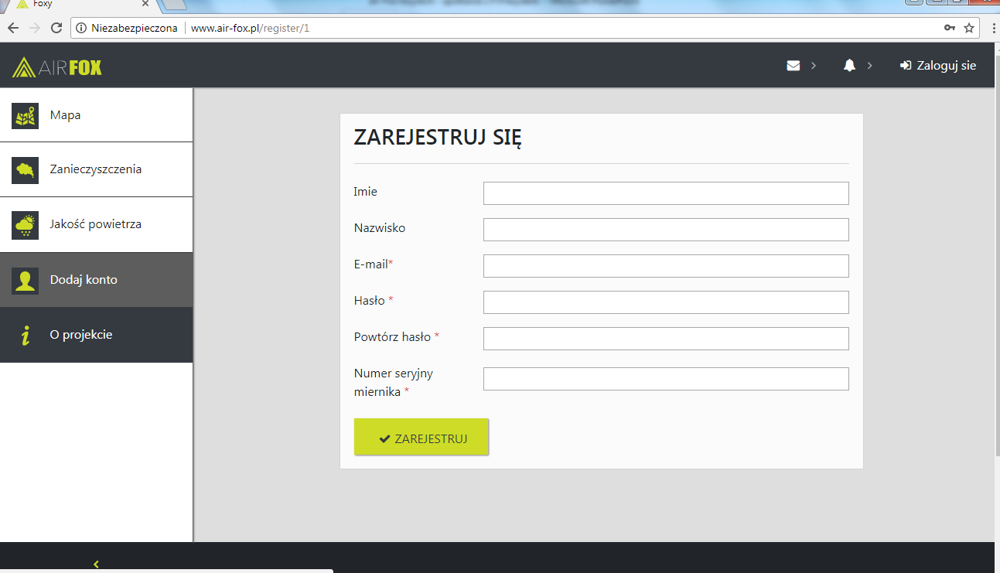 Foxy
Niezabezpieczona
www.air-fox.pl/register/1
AIRFOX
Zaloguj sie
Mapa
Zanieczyszczenia
Jakość powietrza
Dodaj konto
O projekcie
ZAREJESTRUJ SIĘ
Imie
Nazwisko
E-mail*
Hasło *
Powtórz hasło *
Numer seryjny
miernika *
ZAREJESTRUJ